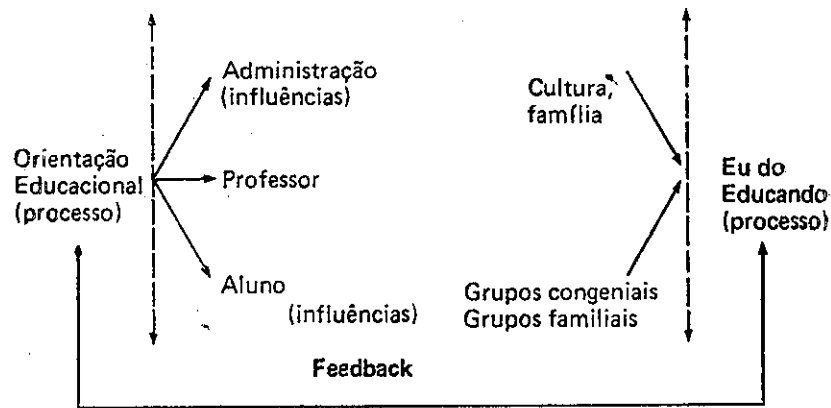 Administração
(influências)
Cultura,
família
Orientação
Educacional
(processo)
Professor
Eu do
Educando
(processo)
Aluno
(influências)
Grupos congeniais
Grupos familiais
Feedback